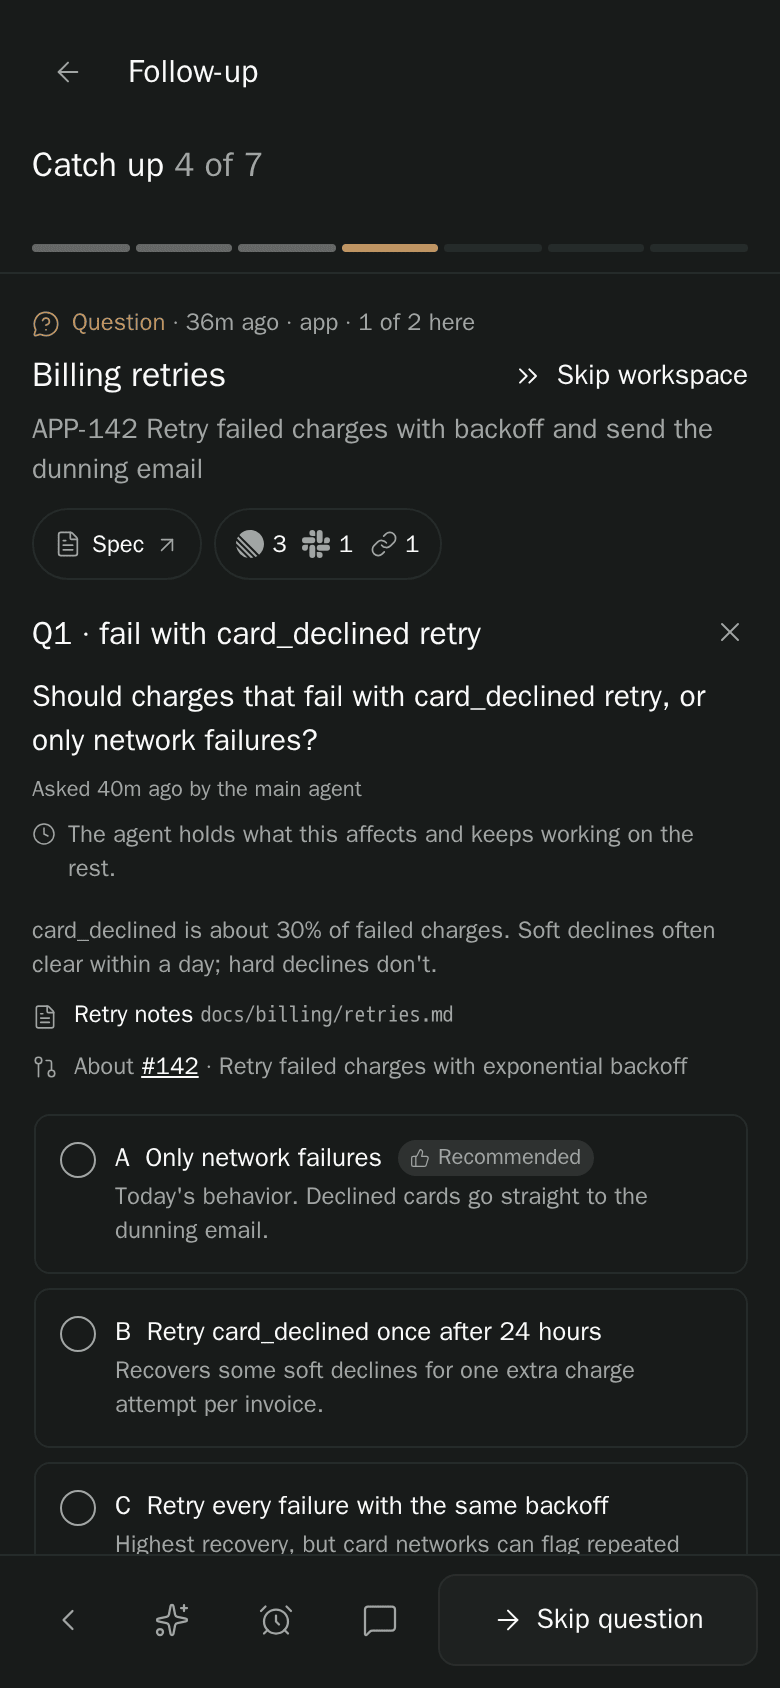 Follow-up
Catch up 4 of 7
Question · 36m ago · app · 1 of 2 here
Billing retries
Skip workspace
APP-142 Retry failed charges with backoff and send the
dunning email
Spec
3 1 1
Q1 · fail with card_declined retry
Should charges that fail with card_declined retry, or
only network failures?
Asked 40m ago by the main agent
The agent holds what this affects and keeps working on the
rest.
card_declined is about 30% of failed charges. Soft declines often
clear within a day; hard declines don't.
Retry notes docs/billing/retries.md
About #142 · Retry failed charges with exponential backoff
A Only network failures Recommended
Today's behavior. Declined cards go straight to the
dunning email.
B Retry card_declined once after 24 hours
Recovers some soft declines for one extra charge
attempt per invoice.
C Retry every failure with the same backoff
Highest recovery, but card networks can flag repeated
Skip question